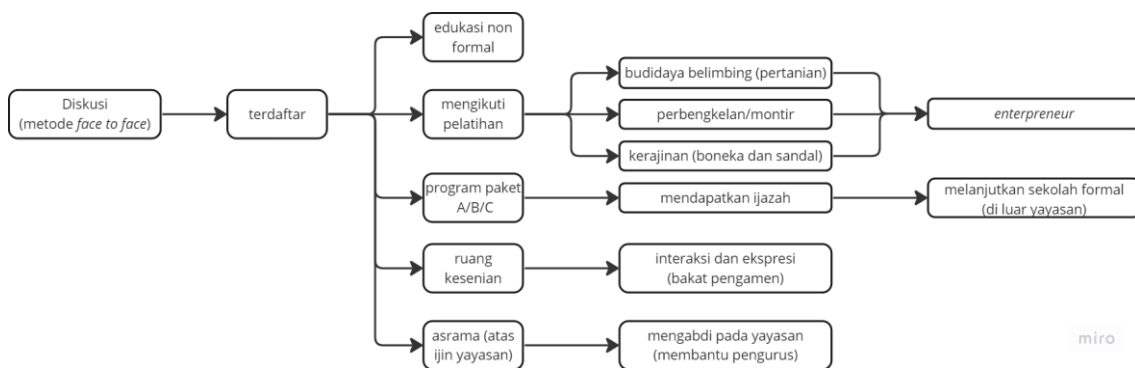 Diskusi
(metode face to face)
terdaftar
edukasi non
formal
mengikuti
pelatihan
program paket
A/B/C
ruang
kesenian
asrama (atas
ijin yayasan)
budidaya belimbing (pertanian)
perbengkelan/montir
kerajinan (boneka dan sandal)
mendapatkan ijazah
interaksi dan ekspresi
(bakat pengamen)
mengabdi pada yayasan
(membantu pengurus)
enterpreneur
melanjutkan sekolah formal
(di luar yayasan)
miro